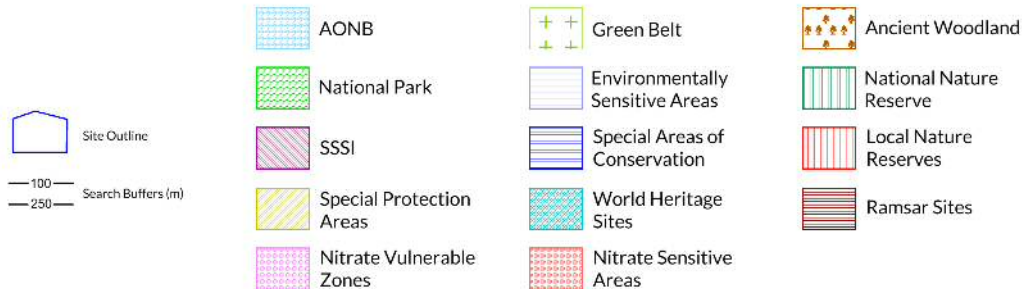 AONB
Green Belt
Ancient Woodland
National Park
Environmentally
Sensitive Areas
National Nature
Reserve
Site Outline
SSSI
Special Areas of
Conservation
Local Nature
Reserves
100
250
Search Buffers (m)
Special Protection
Areas
World Heritage
Sites
Ramsar Sites
Nitrate Vulnerable
Zones
Nitrate Sensitive
Areas